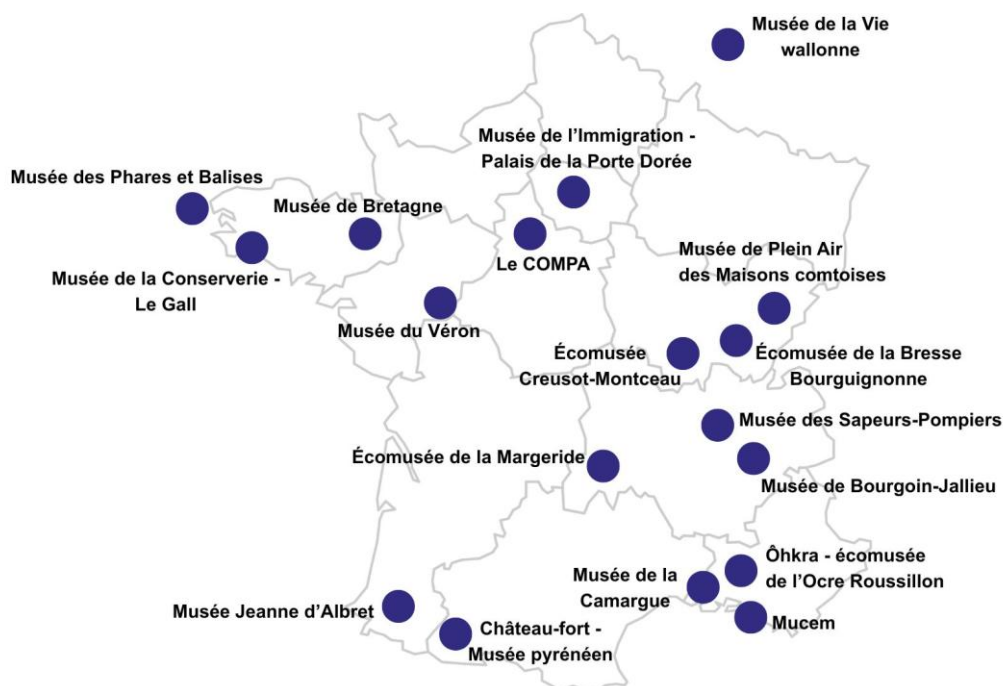 Musée de la Vie
wallonne
Musée de l'Immigration -
Palais de la Porte Dorée
Musée des Phares et Balises
Musée de Bretagne
Le COMPA
Musée de Plein Air
des Maisons comtoises
Musée de la Conserverie -
Le Gall
Musée du Véron
Écomusée
Creusot-Montceau
Écomusée de la Bresse
Bourguignonne
Musée des Sapeurs-Pompiers
Écomusée de la Margeride
Musée de Bourgoin-Jallieu
Ôhkra - écomusée
de l'Ocre Roussillon
Musée de la
Camargue
Musée Jeanne d'Albret
Château-fort -
Musée pyrénéen
Mucem